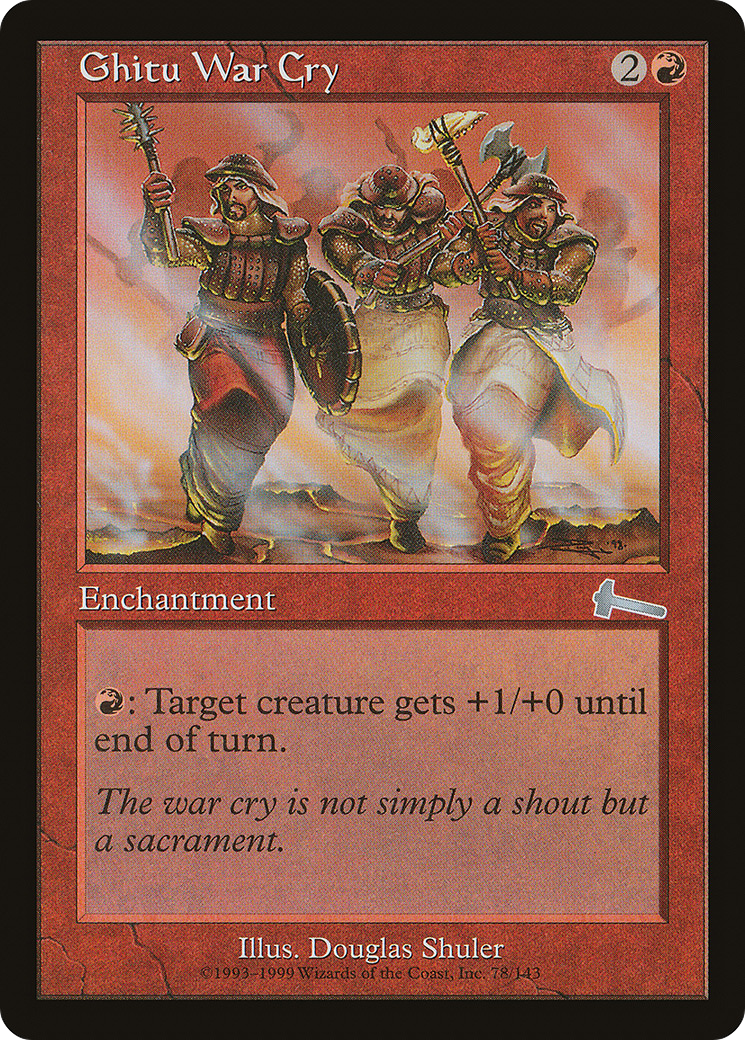 Ghitu War Cry
2
Enchantment
: Target creature gets +1/+0 until
end of turn.
The war cry is not simply a shout but
a sacrament.
Illus. Douglas Shuler
©1993–1999 Wizards of the Coast, Inc. 78/143